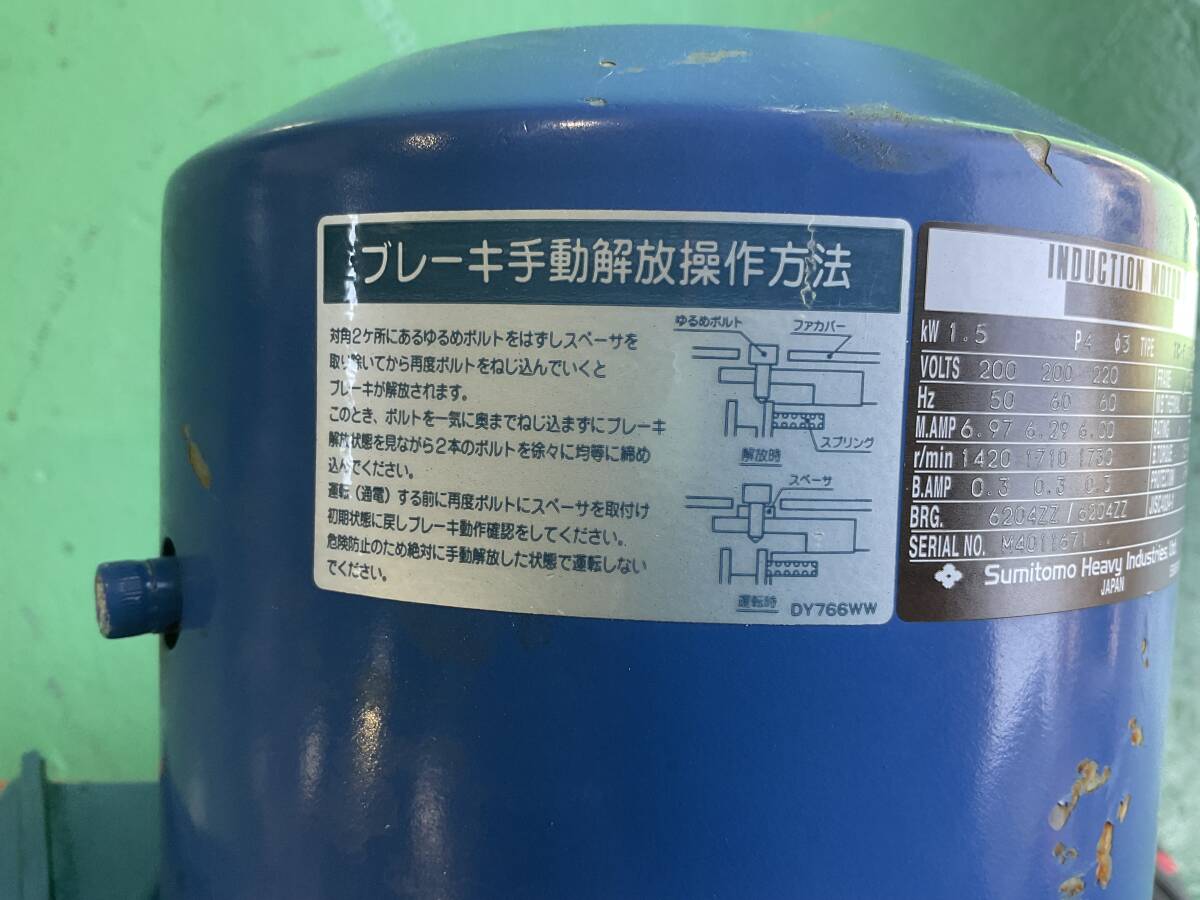 ブレーキ手動解放操作方法
対角2ケ所にあるゆるめボルトをはずしスペーサを
取り除いてから再度ボルトをねじ込んでいくと
ブレーキが解放されます。
このとき、ボルトを一気に奥までねじ込まずにブレーキ
解放状態を見ながら2本のボルトを徐々に均等に締め
込んでください。
運転（通電）する前に再度ボルトにスペーサを取付け
初期状態に戻しブレーキ動作確認をしてください。
危険防止のため絶対に手動解放した状態で運転しない
でください。
ゆるめボルト
ファカバー
スプリング
解放時
スペーサ
運転時
DY766WW
INDUCTION MOTOR
kW 1.5 P4 φ3 TYPE
VOLTS 200 200 220 FRAME
Hz 50 60 60
M.AMP 6.97 6.29 6.00 RATING
r/min 1420 1710 1730
B.AMP 0.3 0.3 0.3
BRG. 6204ZZ / 6204ZZ
SERIAL NO.
Sumitomo Heavy Industries, Ltd.
JAPAN